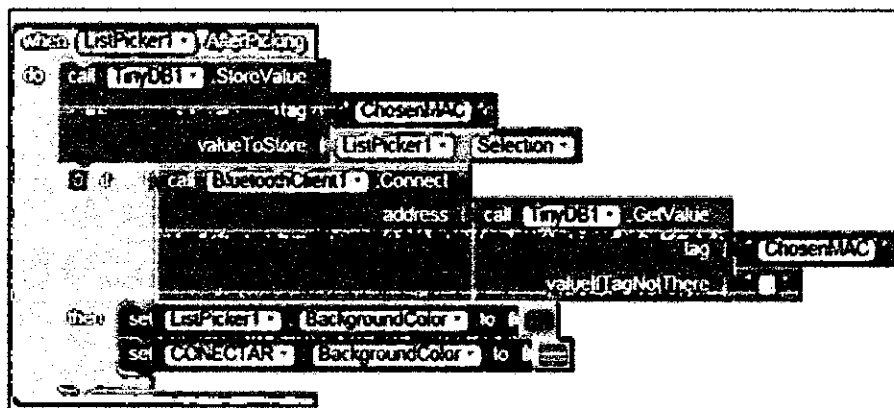 when ListPicker1 .AfterPicking
do call TinyDB1 .StoreValue
tag "ChosenMAC"
valueToStore ListPicker1 . Selection
if call BluetoothClient1 .Connect
address call TinyDB1 .GetValue
tag "ChosenMAC"
valueIfTagNotThere " "
then set ListPicker1 . BackgroundColor to
set CONECTAR . BackgroundColor to